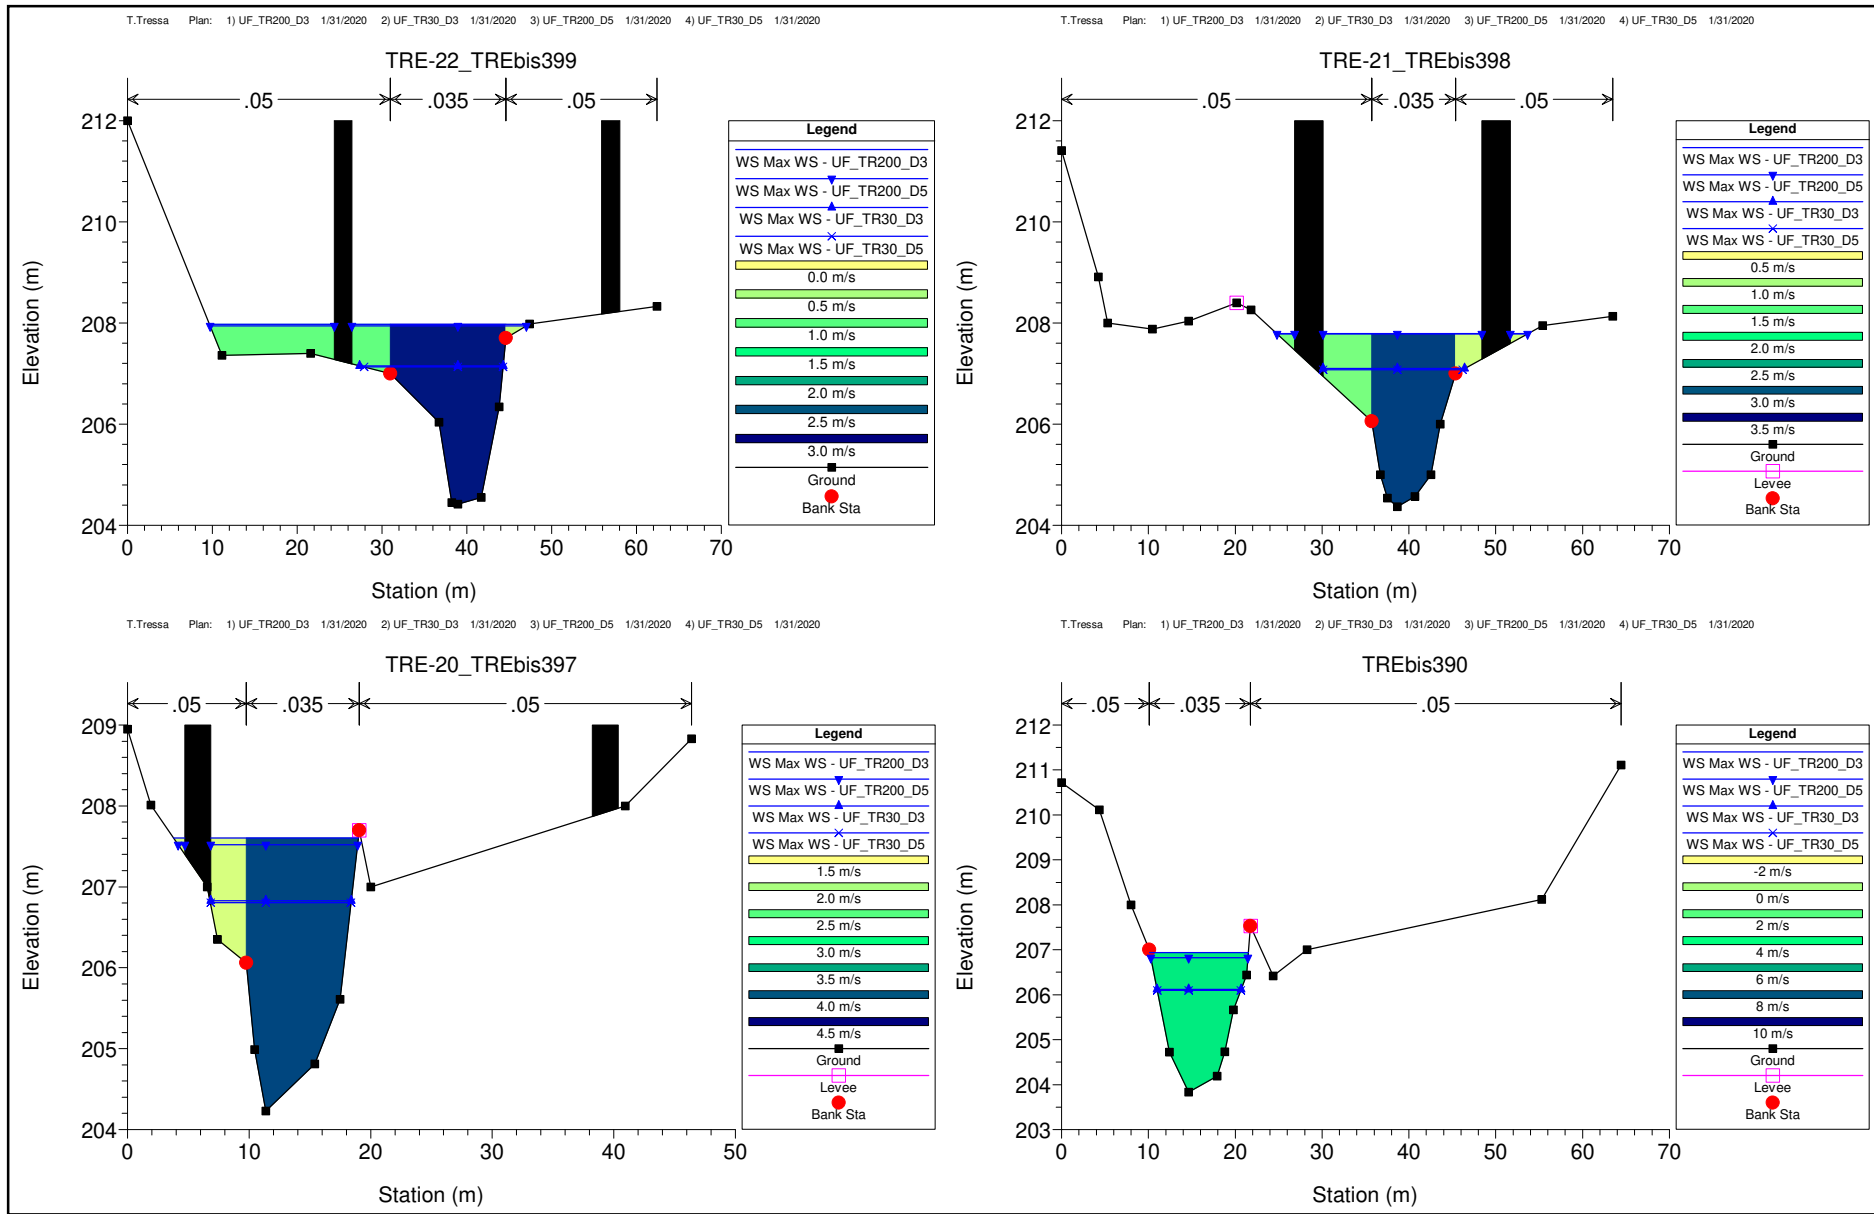 T.Tressa Plan: 1) UF_TR200_D3 1/31/2020 2) UF_TR30_D3 1/31/2020 3) UF_TR200_D5 1/31/2020 4) UF_TR30_D5 1/31/2020
TRE-22_TREbis399
.05 .035 .05
212
210
208
206
204
0 10 20 30 40 50 60 70
Elevation (m)
Station (m)
Legend
WS Max WS - UF_TR200_D3
WS Max WS - UF_TR200_D5
WS Max WS - UF_TR30_D3
WS Max WS - UF_TR30_D5
0.0 m/s
0.5 m/s
1.0 m/s
1.5 m/s
2.0 m/s
2.5 m/s
3.0 m/s
Ground
Bank Sta
T.Tressa Plan: 1) UF_TR200_D3 1/31/2020 2) UF_TR30_D3 1/31/2020 3) UF_TR200_D5 1/31/2020 4) UF_TR30_D5 1/31/2020
TRE-21_TREbis398
.05 .035 .05
212
210
208
206
204
0 10 20 30 40 50 60 70
Elevation (m)
Station (m)
Legend
WS Max WS - UF_TR200_D3
WS Max WS - UF_TR200_D5
WS Max WS - UF_TR30_D3
WS Max WS - UF_TR30_D5
0.5 m/s
1.0 m/s
1.5 m/s
2.0 m/s
2.5 m/s
3.0 m/s
3.5 m/s
Ground
Levee
Bank Sta
T.Tressa Plan: 1) UF_TR200_D3 1/31/2020 2) UF_TR30_D3 1/31/2020 3) UF_TR200_D5 1/31/2020 4) UF_TR30_D5 1/31/2020
TRE-20_TREbis397
.05 .035 .05
209
208
207
206
205
204
0 10 20 30 40 50
Elevation (m)
Station (m)
Legend
WS Max WS - UF_TR200_D3
WS Max WS - UF_TR200_D5
WS Max WS - UF_TR30_D3
WS Max WS - UF_TR30_D5
1.5 m/s
2.0 m/s
2.5 m/s
3.0 m/s
3.5 m/s
4.0 m/s
4.5 m/s
Ground
Levee
Bank Sta
T.Tressa Plan: 1) UF_TR200_D3 1/31/2020 2) UF_TR30_D3 1/31/2020 3) UF_TR200_D5 1/31/2020 4) UF_TR30_D5 1/31/2020
TREbis390
.05 .035 .05
212
211
210
209
208
207
206
205
204
203
0 10 20 30 40 50 60 70
Elevation (m)
Station (m)
Legend
WS Max WS - UF_TR200_D3
WS Max WS - UF_TR200_D5
WS Max WS - UF_TR30_D3
WS Max WS - UF_TR30_D5
-2 m/s
0 m/s
2 m/s
4 m/s
6 m/s
8 m/s
10 m/s
Ground
Levee
Bank Sta